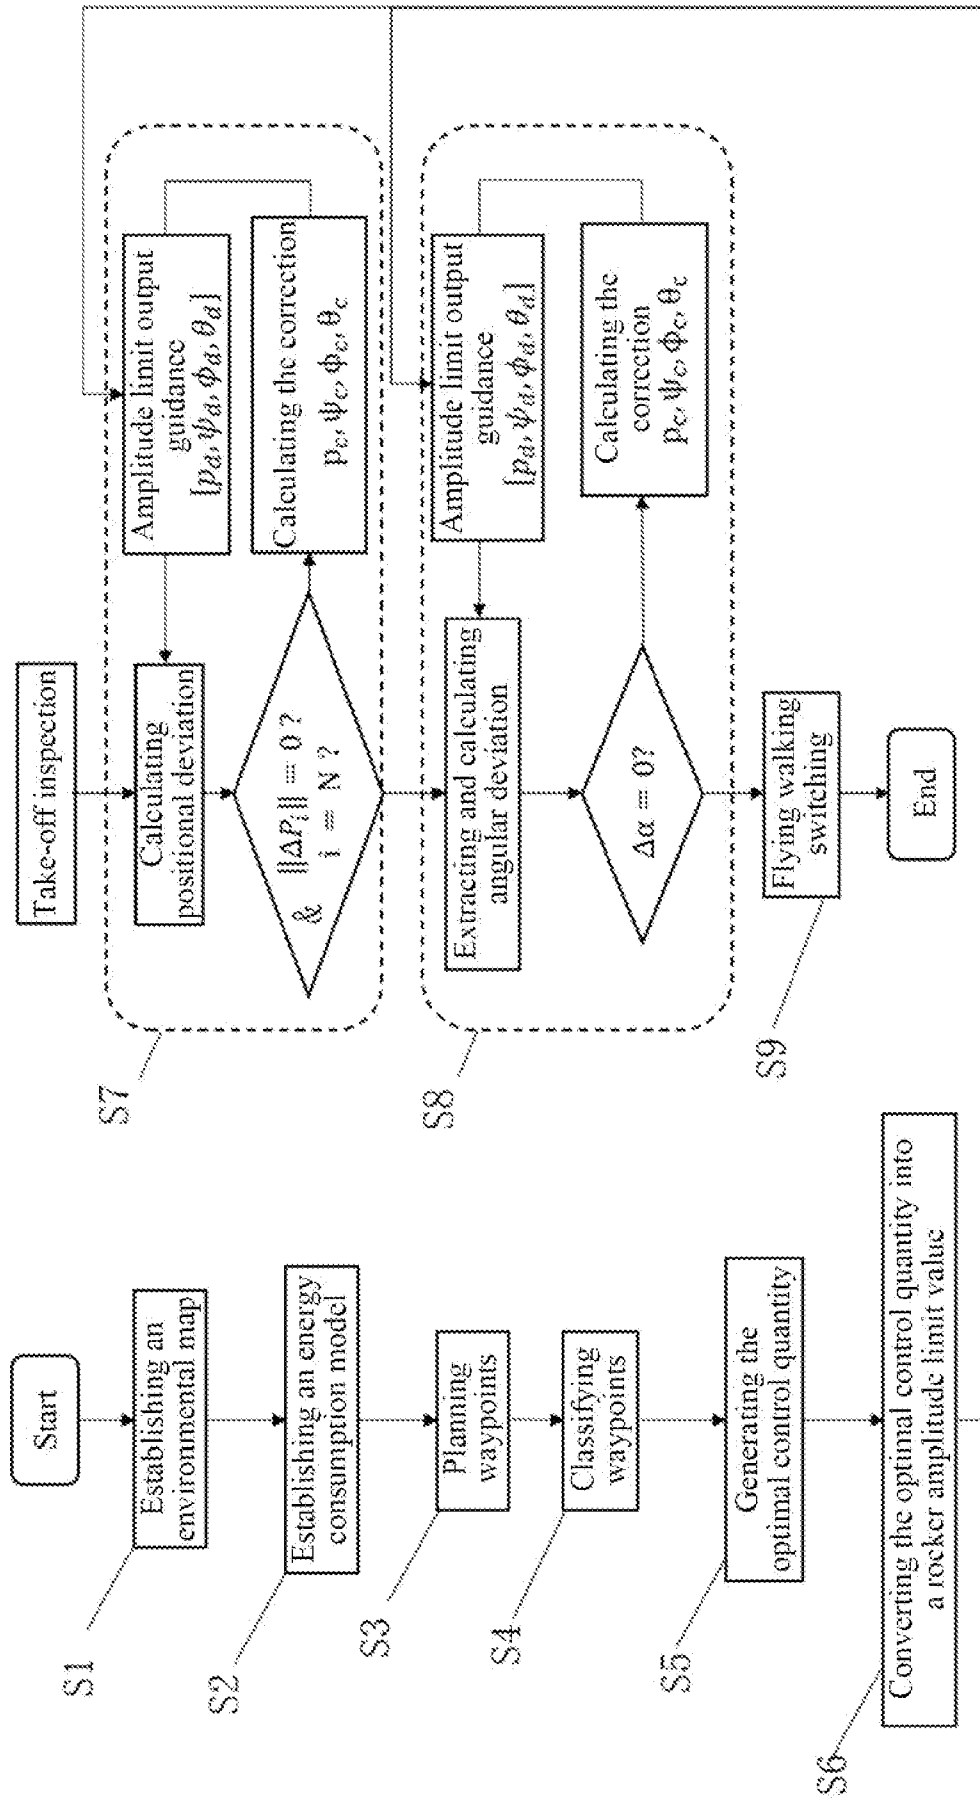 Start
Establishing an
environmental map
S1
Establishing an energy
consumption model
S2
Planning
waypoints
S3
Classifying
waypoints
S4
Generating the
optimal control quantity
S5
Converting the optimal control quantity into
a rocker amplitude limit value
S6
Take-off inspection
Calculating
positional deviation
Amplitude limit output
guidance
[p_d, ψ_d, ϕ_d, θ_d]
||ΔP_i|| = 0 ?
& i = N ?
Calculating the correction
p_c, ψ_c, Φ_c, θ_c
S7
Extracting and calculating
angular deviation
Amplitude limit output
guidance
[p_d, ψ_d, ϕ_d, θ_d]
Δα = 0?
Calculating the
correction
p_c, ψ_c, Φ_c, θ_c
S8
Flying walking
switching
S9
End